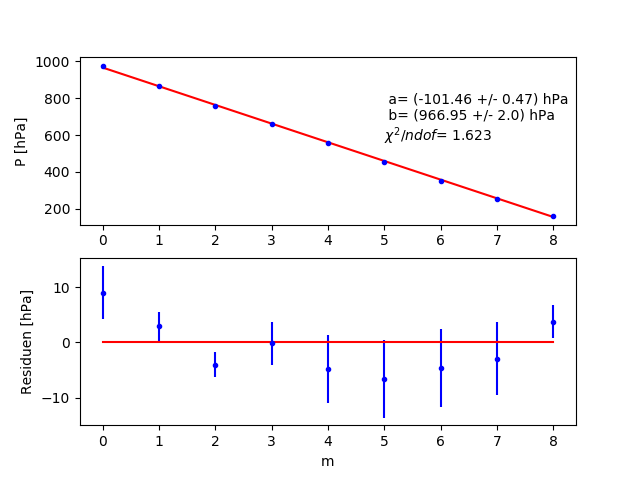 1000
800
600
400
200
P [hPa]
a= (-101.46 +/- 0.47) hPa
b= (966.95 +/- 2.0) hPa
χ²/ndof= 1.623
0 1 2 3 4 5 6 7 8
10
0
−10
Residuen [hPa]
0 1 2 3 4 5 6 7 8
m